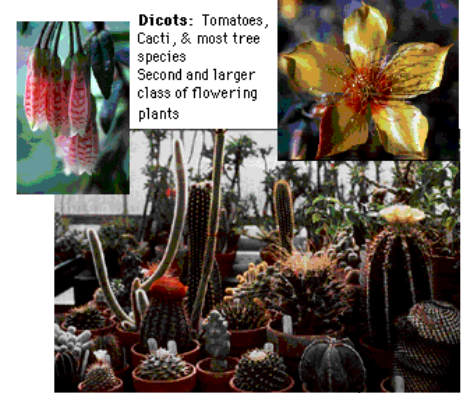 Dicots: Tomatoes,
Cacti, & most tree
species
Second and larger
class of flowering
plants